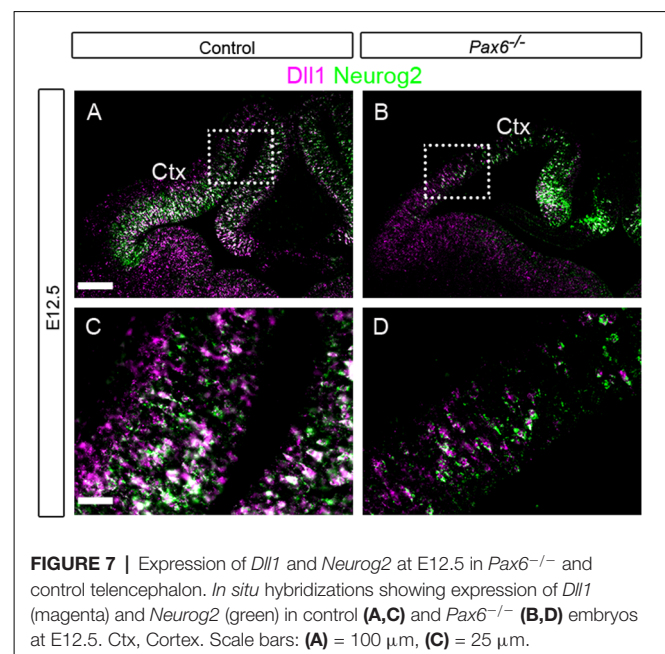 Control
Pax6-/-
Dll1 Neurog2
E12.5
A
Ctx
B
Ctx
C
D
FIGURE 7 | Expression of Dll1 and Neurog2 at E12.5 in Pax6−/− and
control telencephalon. In situ hybridizations showing expression of Dll1
(magenta) and Neurog2 (green) in control (A,C) and Pax6−/− (B,D) embryos
at E12.5. Ctx, Cortex. Scale bars: (A) = 100 μm, (C) = 25 μm.